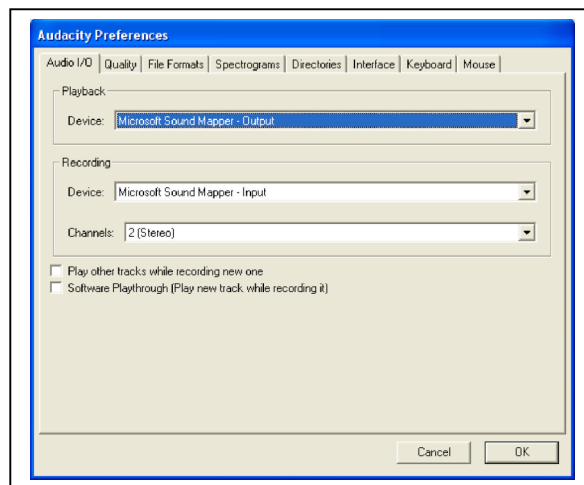 Audacity Preferences
Audio I/O Quality File Formats Spectrograms Directories Interface Keyboard Mouse
Playback
Device: Microsoft Sound Mapper - Output
Recording
Device: Microsoft Sound Mapper - Input
Channels: 2 (Stereo)
Play other tracks while recording new one
Software Playthrough (Play new track while recording it)
Cancel OK